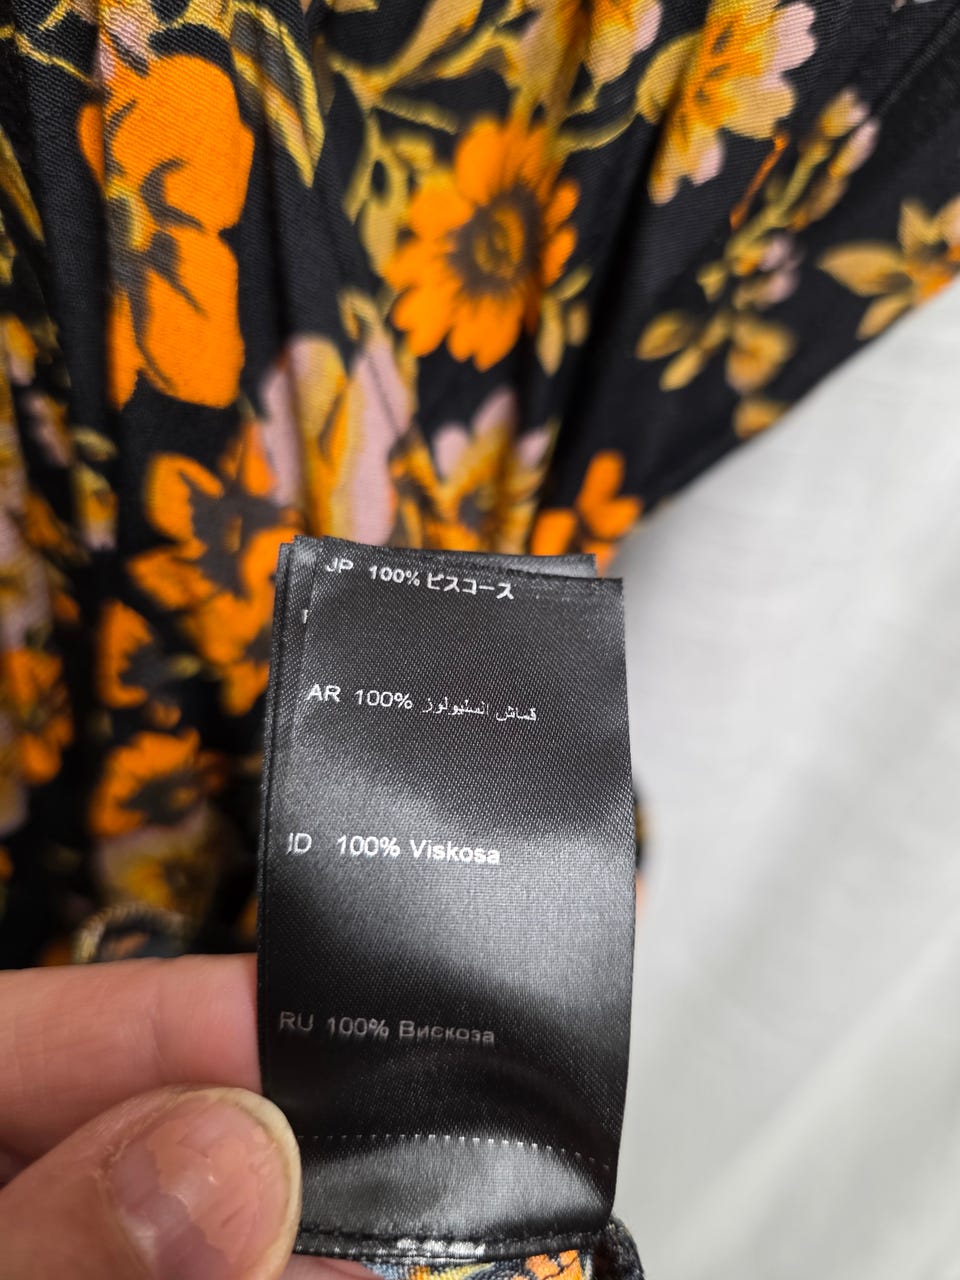 JP 100% ビスコース
AR 100% قماش السليولوز
ID 100% Viskosa
RU 100% Вискоза